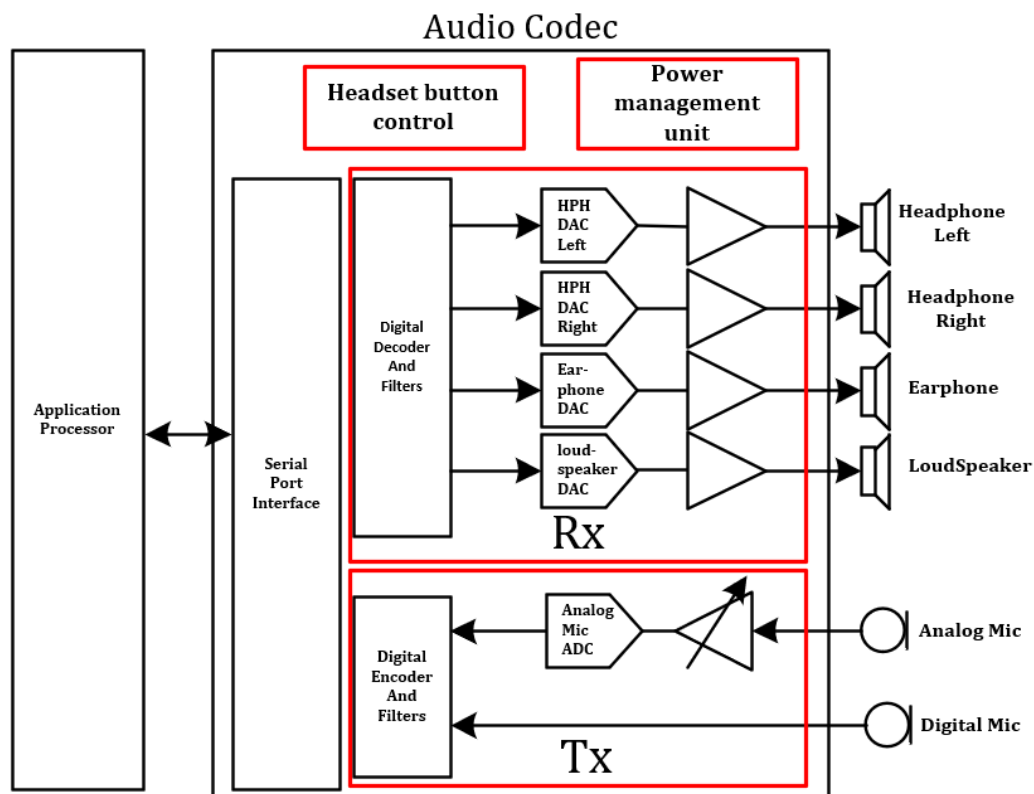 Audio Codec
Headset button
control
Power
management
unit
Application
Processor
Serial
Port
Interface
Digital
Decoder
And
Filters
HPH
DAC
Left
HPH
DAC
Right
Ear-
phone
DAC
loud-
speaker
DAC
Rx
Headphone
Left
Headphone
Right
Earphone
LoudSpeaker
Digital
Encoder
And
Filters
Analog
Mic
ADC
Tx
Analog Mic
Digital Mic